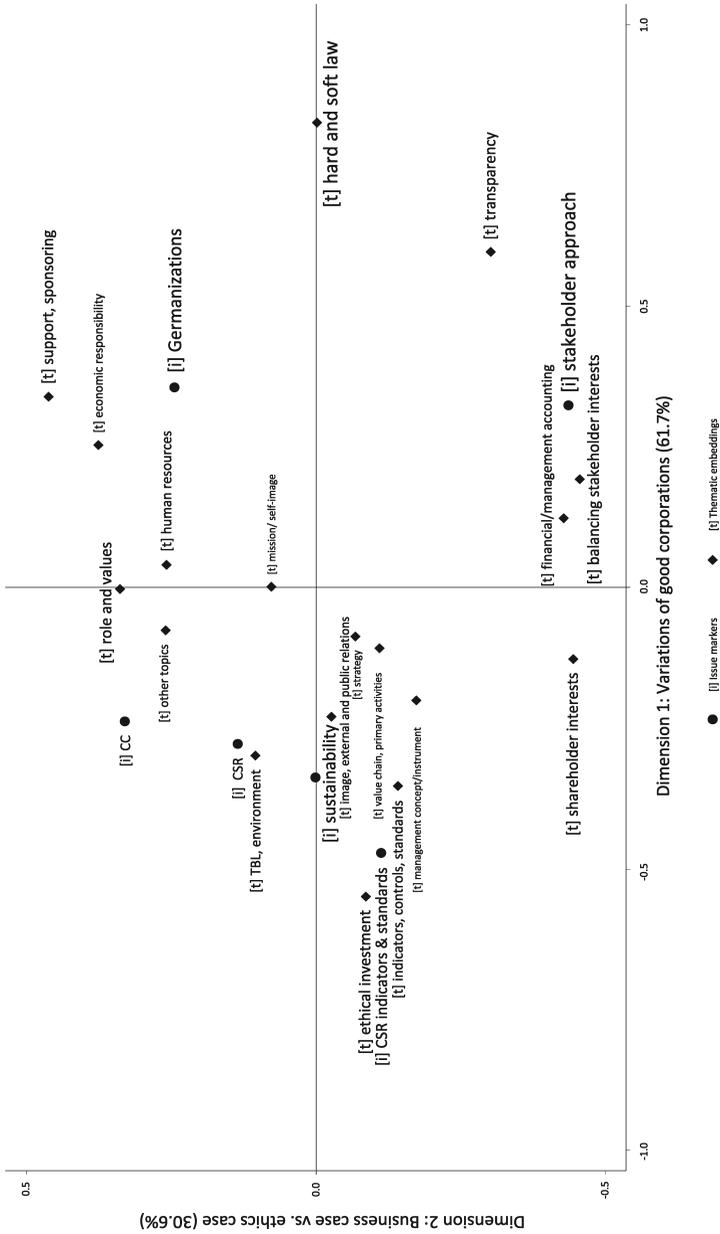 [t] support, sponsoring
[t] economic responsibility
[i] Germanizations
[t] hard and soft law
[t] human resources
[t] role and values
[t] other topics
[i] CC
[t] mission/ self-image
[i] CSR
[t] TBL, environment
[i] sustainability
[t] image, external and public relations
[t] strategy
[t] value chain, primary activities
[t] management concept/instrument
[t] ethical investment
[i] CSR indicators & standards
[t] indicators, controls, standards
[t] transparency
[i] stakeholder approach
[t] financial/management accounting
[t] balancing stakeholder interests
[t] shareholder interests
0.5
0.0
-0.5
Dimension 2: Business case vs. ethics case (30.6%)
-1.0
-0.5
0.0
0.5
1.0
Dimension 1: Variations of good corporations (61.7%)
[i] Issue markers
[t] Thematic embeddings